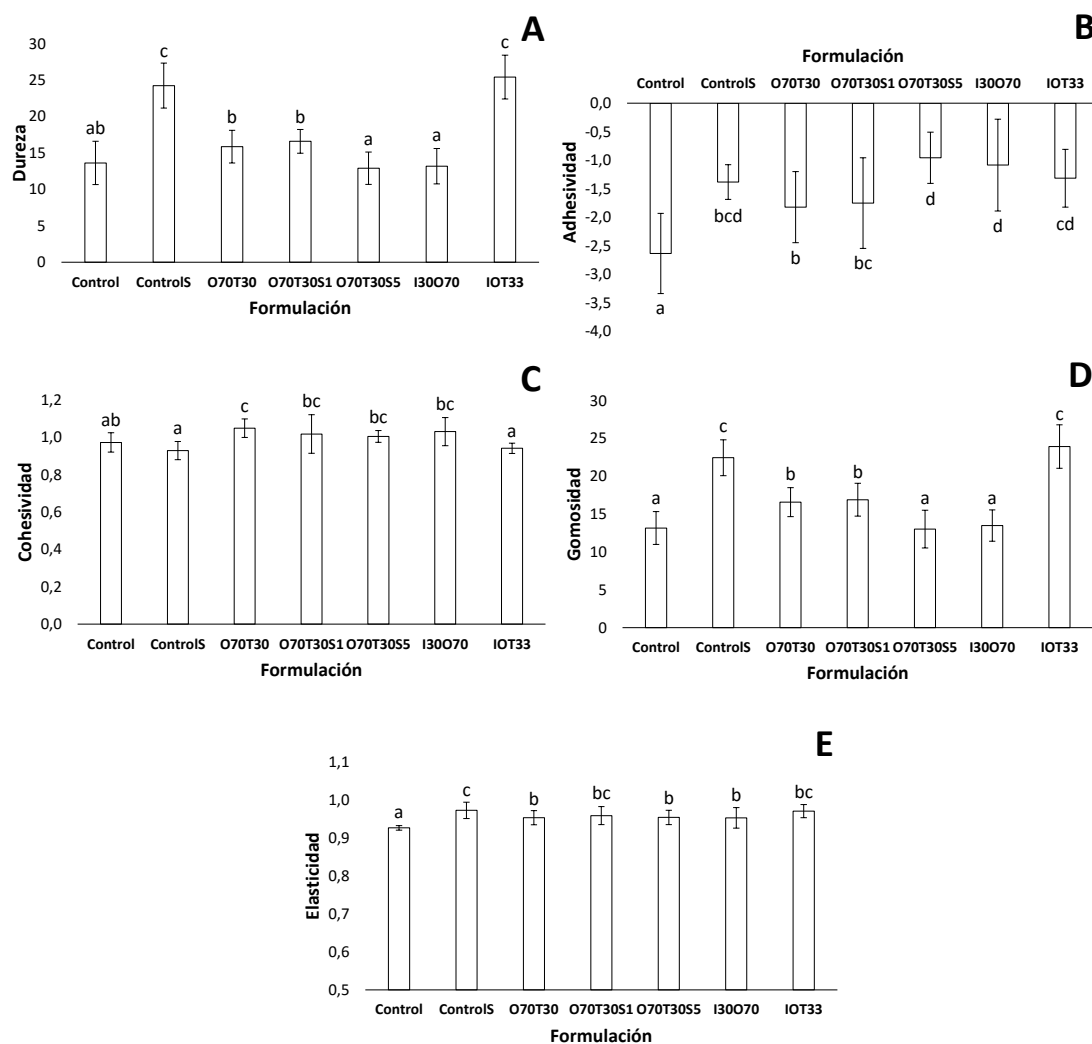 A
30
25
20
15
10
5
0
Dureza
c
c
ab
b
b
a
a
Control ControlS O70T30 O70T30S1 O70T30S5 I30O70 IOT33
Formulación
B
Formulación
Control ControlS O70T30 O70T30S1 O70T30S5 I30O70 IOT33
0,0
-0,5
-1,0
-1,5
-2,0
-2,5
-3,0
-3,5
-4,0
Adhesividad
a
bcd
b
bc
d
d
cd
C
1,2
1,0
0,8
0,6
0,4
0,2
0,0
Cohesividad
ab
a
c
bc
bc
bc
a
Control ControlS O70T30 O70T30S1 O70T30S5 I30O70 IOT33
Formulación
D
30
25
20
15
10
5
0
Gomosidad
a
c
b
b
a
a
c
Control ControlS O70T30 O70T30S1 O70T30S5 I30O70 IOT33
Formulación
E
1,1
1,0
0,9
0,8
0,7
0,6
0,5
Elasticidad
a
c
b
bc
b
b
bc
Control ControlS O70T30 O70T30S1 O70T30S5 I30O70 IOT33
Formulación